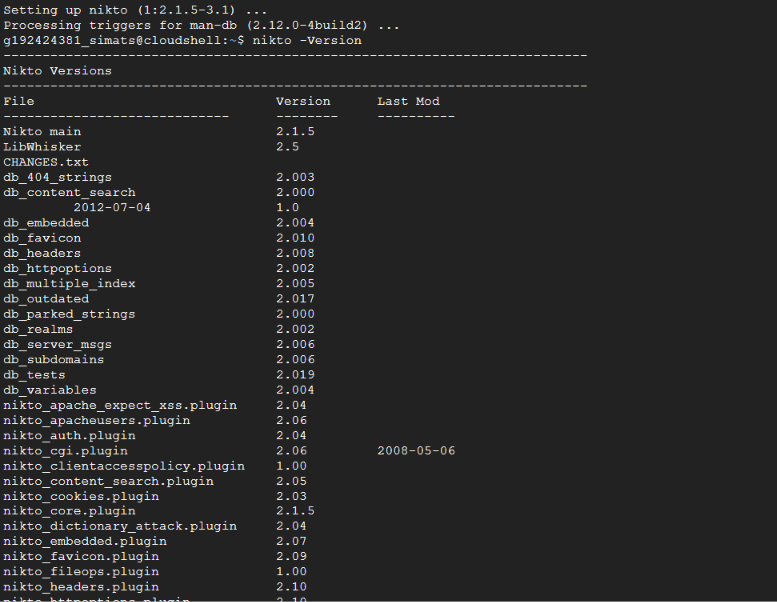 Setting up nikto (1:2.1.5-3.1) ...
Processing triggers for man-db (2.12.0-4build2) ...
g192424381_simats@cloudshell:~$ nikto -Version
---------------------------------------------------------------------------
Nikto Versions
---------------------------------------------------------------------------
File                               Version      Last Mod
-----------------------------      --------     ----------
Nikto main                         2.1.5
LibWhisker                         2.5
CHANGES.txt
db_404_strings                     2.003
db_content_search                  2.000
         2012-07-04                1.0
db_embedded                        2.004
db_favicon                         2.010
db_headers                         2.008
db_httpoptions                     2.002
db_multiple_index                  2.005
db_outdated                        2.017
db_parked_strings                  2.000
db_realms                          2.002
db_server_msgs                     2.006
db_subdomains                      2.006
db_tests                           2.019
db_variables                       2.004
nikto_apache_expect_xss.plugin     2.04
nikto_apacheusers.plugin           2.06
nikto_auth.plugin                  2.04
nikto_cgi.plugin                   2.06         2008-05-06
nikto_clientaccesspolicy.plugin    1.00
nikto_content_search.plugin        2.05
nikto_cookies.plugin               2.03
nikto_core.plugin                  2.1.5
nikto_dictionary_attack.plugin     2.04
nikto_embedded.plugin              2.07
nikto_favicon.plugin               2.09
nikto_fileops.plugin               1.00
nikto_headers.plugin               2.10
nikto_httpoptions.plugin           2.10